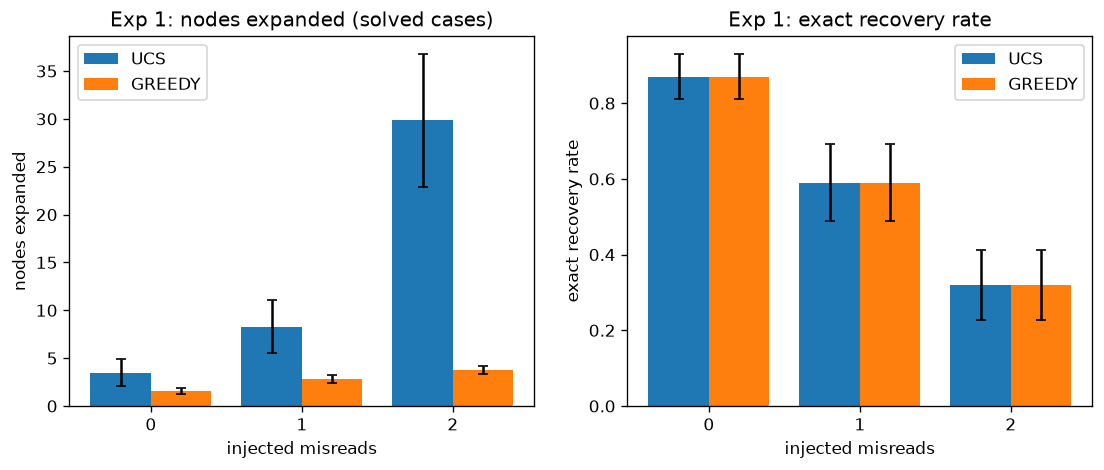 Exp 1: nodes expanded (solved cases)
UCS
GREEDY
nodes expanded
35
30
25
20
15
10
5
0
0 1 2
injected misreads
Exp 1: exact recovery rate
UCS
GREEDY
exact recovery rate
0.8
0.6
0.4
0.2
0.0
0 1 2
injected misreads